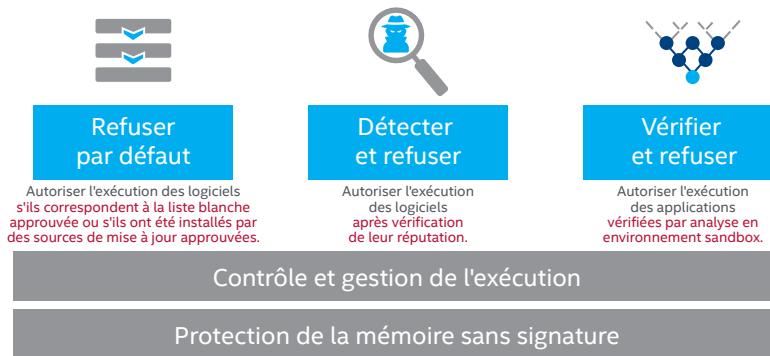 Refuser
par défaut
Autoriser l'exécution des logiciels
s'ils correspondent à la liste blanche
approuvée ou s'ils ont été installés par
des sources de mise à jour approuvées.
Détecter
et refuser
Autoriser l'exécution
des logiciels
après vérification
de leur réputation.
Vérifier
et refuser
Autoriser l'exécution
des applications
vérifiées par analyse en
environnement sandbox.
Contrôle et gestion de l'exécution
Protection de la mémoire sans signature